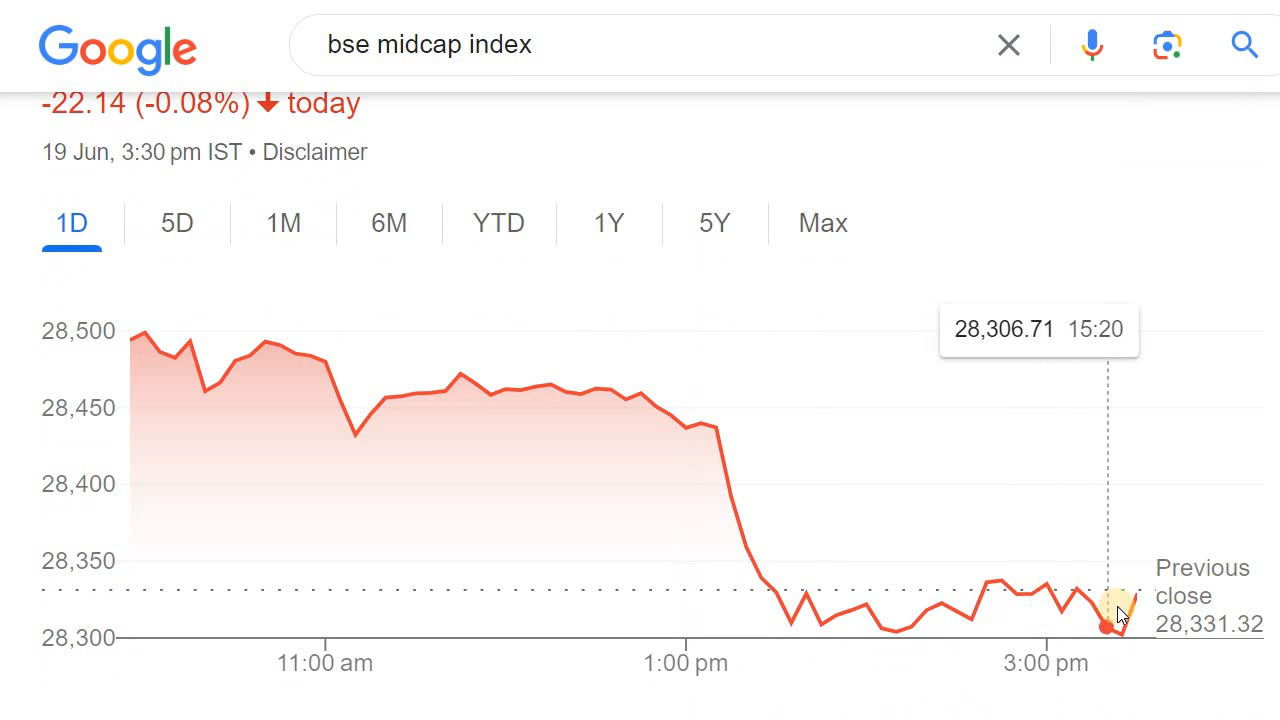 Google
bse midcap index
-22.14 (-0.08%) today
19 Jun, 3:30 pm IST • Disclaimer
1D 5D 1M 6M YTD 1Y 5Y Max
28,306.71 15:20
28,500
28,450
28,400
28,350
28,300
Previous
close
28,331.32
11:00 am 1:00 pm 3:00 pm